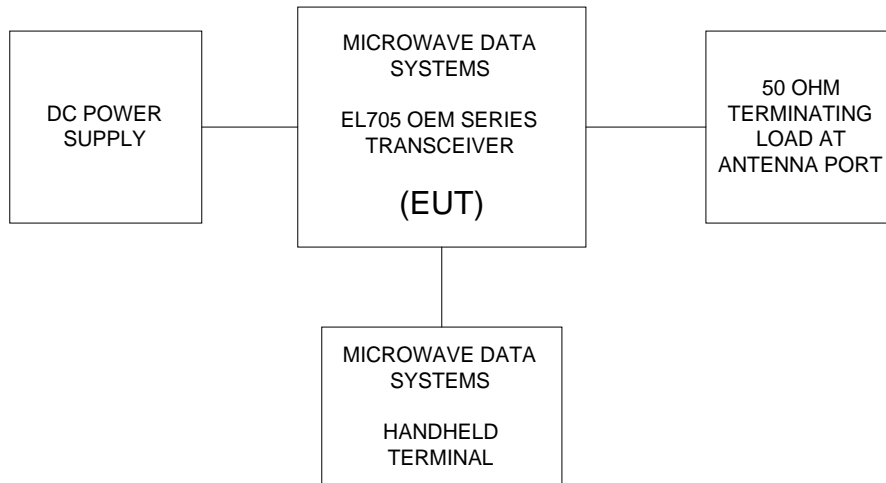 DC POWER
SUPPLY
MICROWAVE DATA
SYSTEMS
EL705 OEM SERIES
TRANSCEIVER
(EUT)
50 OHM
TERMINATING
LOAD AT
ANTENNA PORT
MICROWAVE DATA
SYSTEMS
HANDHELD
TERMINAL